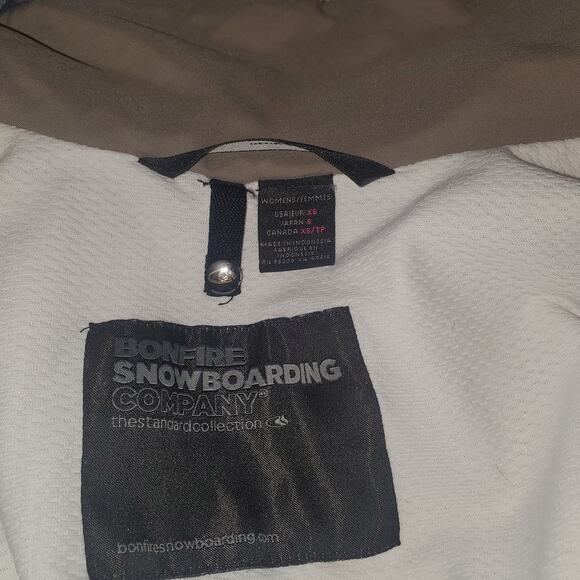 WOMENS/FEMMES
USA/EUR: XS
JAPAN: S
CANADA XS/TP
MADE IN INDONESIA
FABRIQUE EN
INDONESIE
BONFIRE
SNOWBOARDING
COMPANY
thestandardcollection
bonfiresnowboarding.com